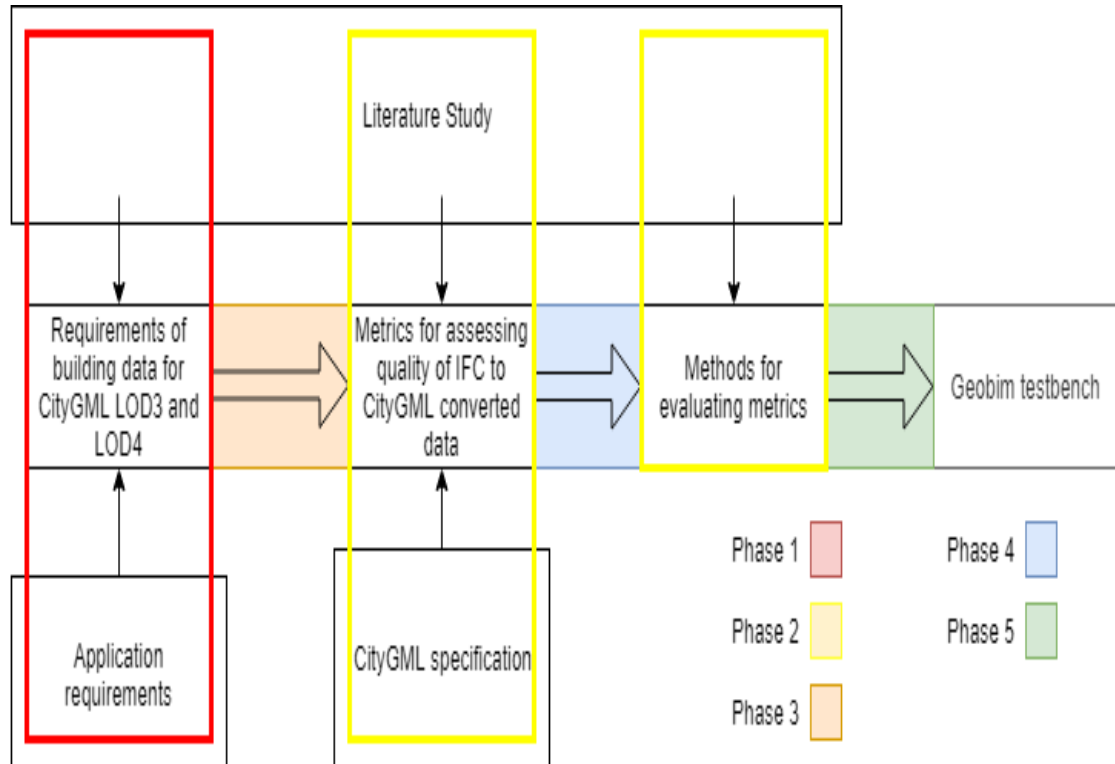 Literature Study
Requirements of
building data for
CityGML LOD3 and
LOD4
Metrics for assessing
quality of IFC to
CityGML converted
data
Methods for
evaluating metrics
Geobim testbench
Application
requirements
CityGML specification
Phase 1
Phase 2
Phase 3
Phase 4
Phase 5